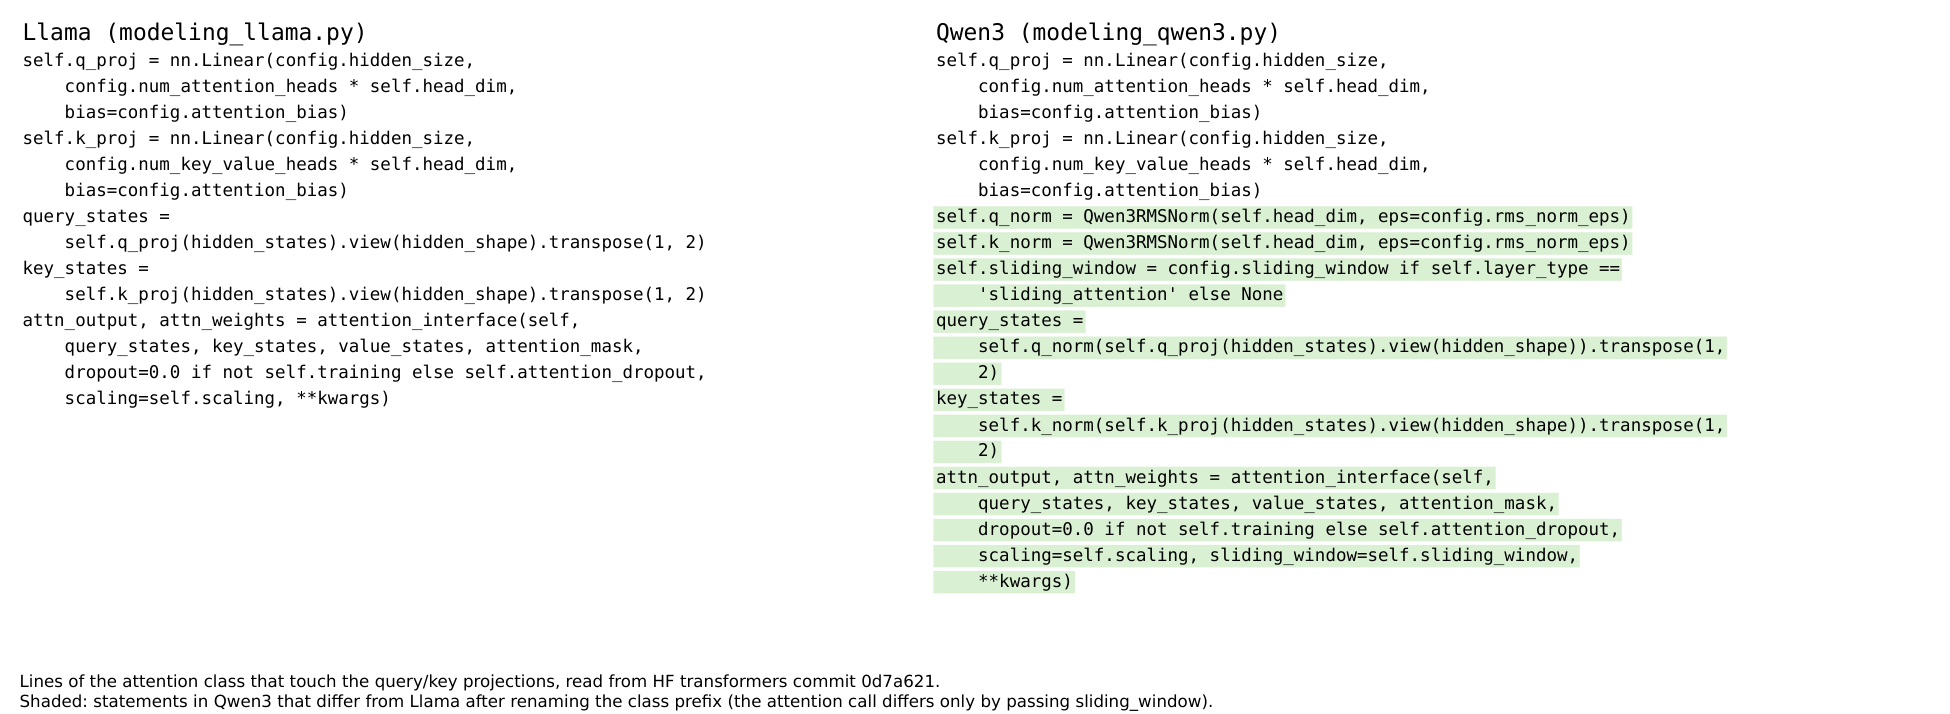 Llama (modeling_llama.py)
self.q_proj = nn.Linear(config.hidden_size,
    config.num_attention_heads * self.head_dim,
    bias=config.attention_bias)
self.k_proj = nn.Linear(config.hidden_size,
    config.num_key_value_heads * self.head_dim,
    bias=config.attention_bias)
query_states =
    self.q_proj(hidden_states).view(hidden_shape).transpose(1, 2)
key_states =
    self.k_proj(hidden_states).view(hidden_shape).transpose(1, 2)
attn_output, attn_weights = attention_interface(self,
    query_states, key_states, value_states, attention_mask,
    dropout=0.0 if not self.training else self.attention_dropout,
    scaling=self.scaling, **kwargs)
Qwen3 (modeling_qwen3.py)
self.q_proj = nn.Linear(config.hidden_size,
    config.num_attention_heads * self.head_dim,
    bias=config.attention_bias)
self.k_proj = nn.Linear(config.hidden_size,
    config.num_key_value_heads * self.head_dim,
    bias=config.attention_bias)
self.q_norm = Qwen3RMSNorm(self.head_dim, eps=config.rms_norm_eps)
self.k_norm = Qwen3RMSNorm(self.head_dim, eps=config.rms_norm_eps)
self.sliding_window = config.sliding_window if self.layer_type ==
    'sliding_attention' else None
query_states =
    self.q_norm(self.q_proj(hidden_states).view(hidden_shape)).transpose(1,
    2)
key_states =
    self.k_norm(self.k_proj(hidden_states).view(hidden_shape)).transpose(1,
    2)
attn_output, attn_weights = attention_interface(self,
    query_states, key_states, value_states, attention_mask,
    dropout=0.0 if not self.training else self.attention_dropout,
    scaling=self.scaling, sliding_window=self.sliding_window,
    **kwargs)
Lines of the attention class that touch the query/key projections, read from HF transformers commit 0d7a621.
Shaded: statements in Qwen3 that differ from Llama after renaming the class prefix (the attention call differs only by passing sliding_window).